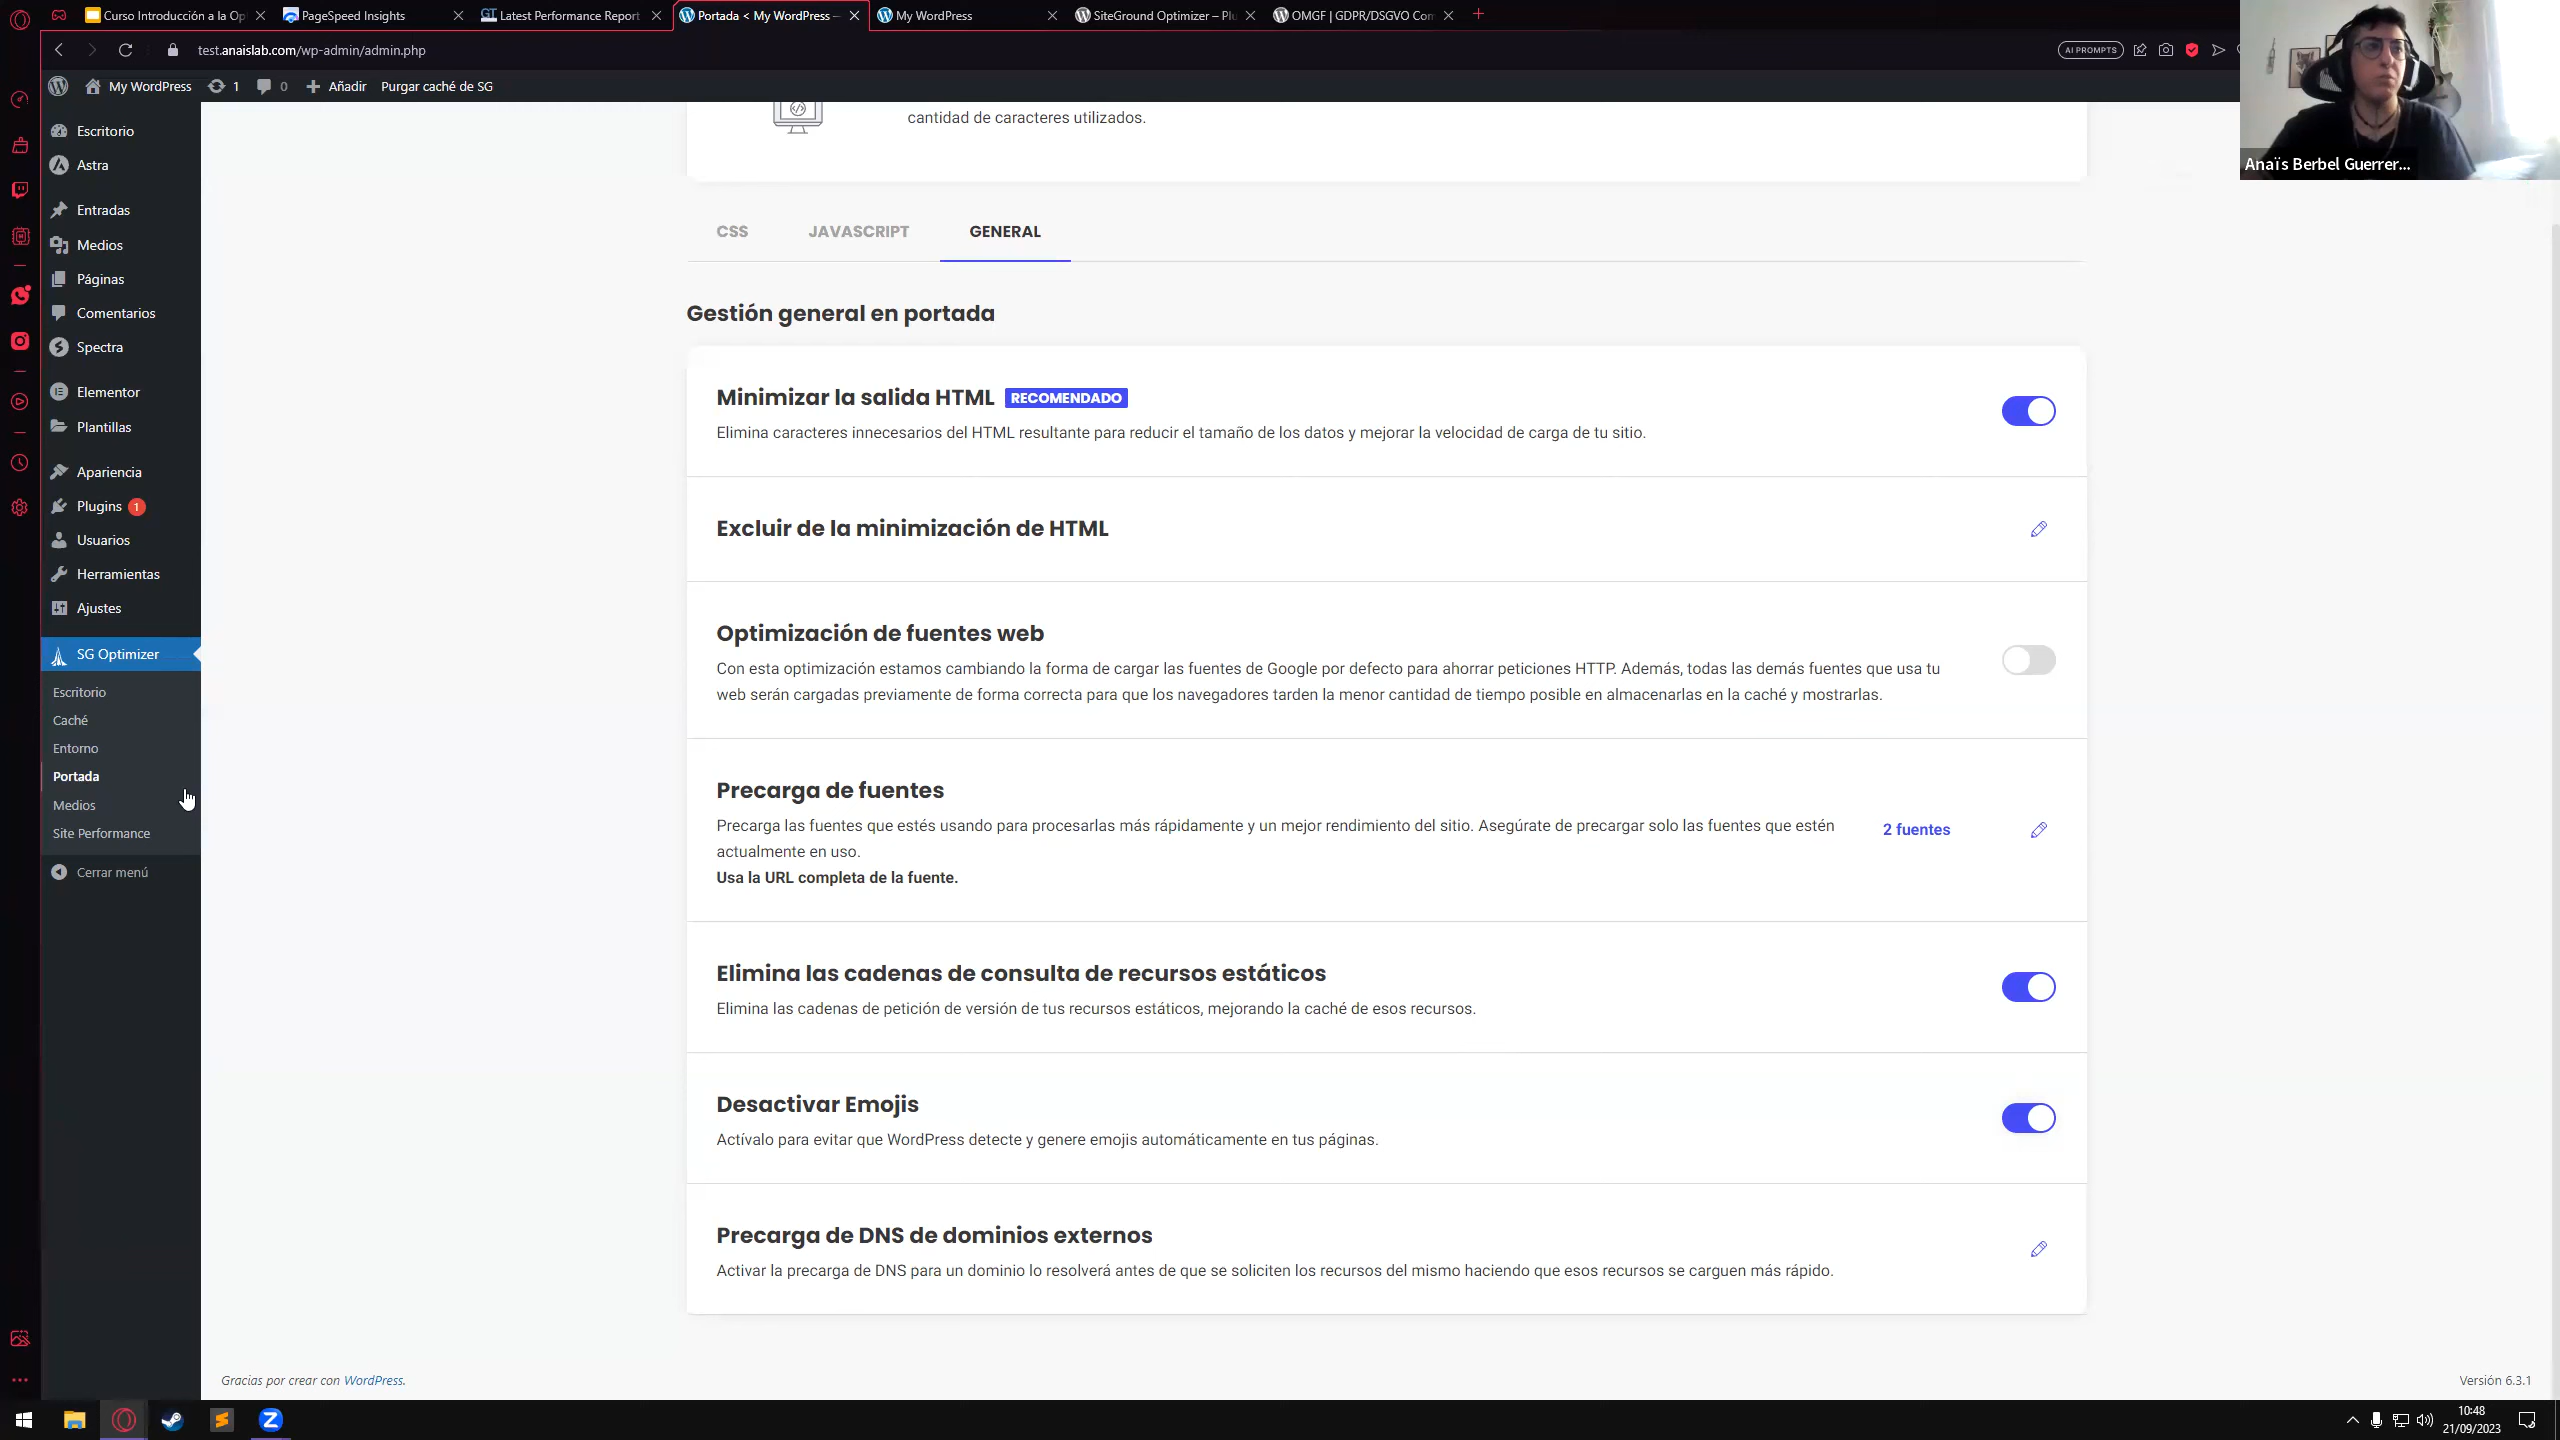 Curso Introducción a la Op
PageSpeed Insights
GT Latest Performance Report
Portada < My WordPress –
My WordPress
SiteGround Optimizer – Plu
OMGF | GDPR/DSGVO Com
test.anaislab.com/wp-admin/admin.php
AI PROMPTS
My WordPress
1
0
Añadir
Purgar caché de SG
Anaïs Berbel Guerrer...
Escritorio
Astra
Entradas
Medios
Páginas
Comentarios
Spectra
Elementor
Plantillas
Apariencia
Plugins 1
Usuarios
Herramientas
Ajustes
SG Optimizer
Escritorio
Caché
Entorno
Portada
Medios
Site Performance
Cerrar menú
cantidad de caracteres utilizados.
CSS
JAVASCRIPT
GENERAL
Gestión general en portada
Minimizar la salida HTML RECOMENDADO
Elimina caracteres innecesarios del HTML resultante para reducir el tamaño de los datos y mejorar la velocidad de carga de tu sitio.
Excluir de la minimización de HTML
Optimización de fuentes web
Con esta optimización estamos cambiando la forma de cargar las fuentes de Google por defecto para ahorrar peticiones HTTP. Además, todas las demás fuentes que usa tu
web serán cargadas previamente de forma correcta para que los navegadores tarden la menor cantidad de tiempo posible en almacenarlas en la caché y mostrarlas.
Precarga de fuentes
Precarga las fuentes que estés usando para procesarlas más rápidamente y un mejor rendimiento del sitio. Asegúrate de precargar solo las fuentes que estén
actualmente en uso.
Usa la URL completa de la fuente.
2 fuentes
Elimina las cadenas de consulta de recursos estáticos
Elimina las cadenas de petición de versión de tus recursos estáticos, mejorando la caché de esos recursos.
Desactivar Emojis
Actívalo para evitar que WordPress detecte y genere emojis automáticamente en tus páginas.
Precarga de DNS de dominios externos
Activar la precarga de DNS para un dominio lo resolverá antes de que se soliciten los recursos del mismo haciendo que esos recursos se carguen más rápido.
Gracias por crear con WordPress.
Versión 6.3.1
10:48
21/09/2023